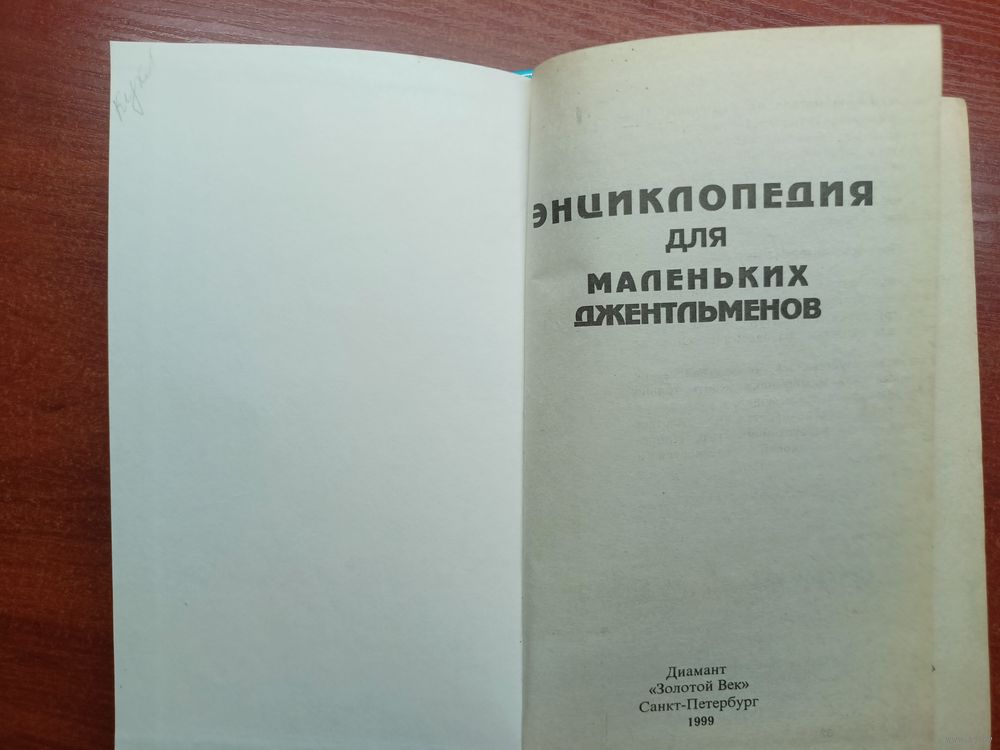 ЭНЦИКЛОПЕДИЯ
ДЛЯ
МАЛЕНЬКИХ
ДЖЕНТЛЬМЕНОВ
Диамант
«Золотой Век»
Санкт-Петербург
1999